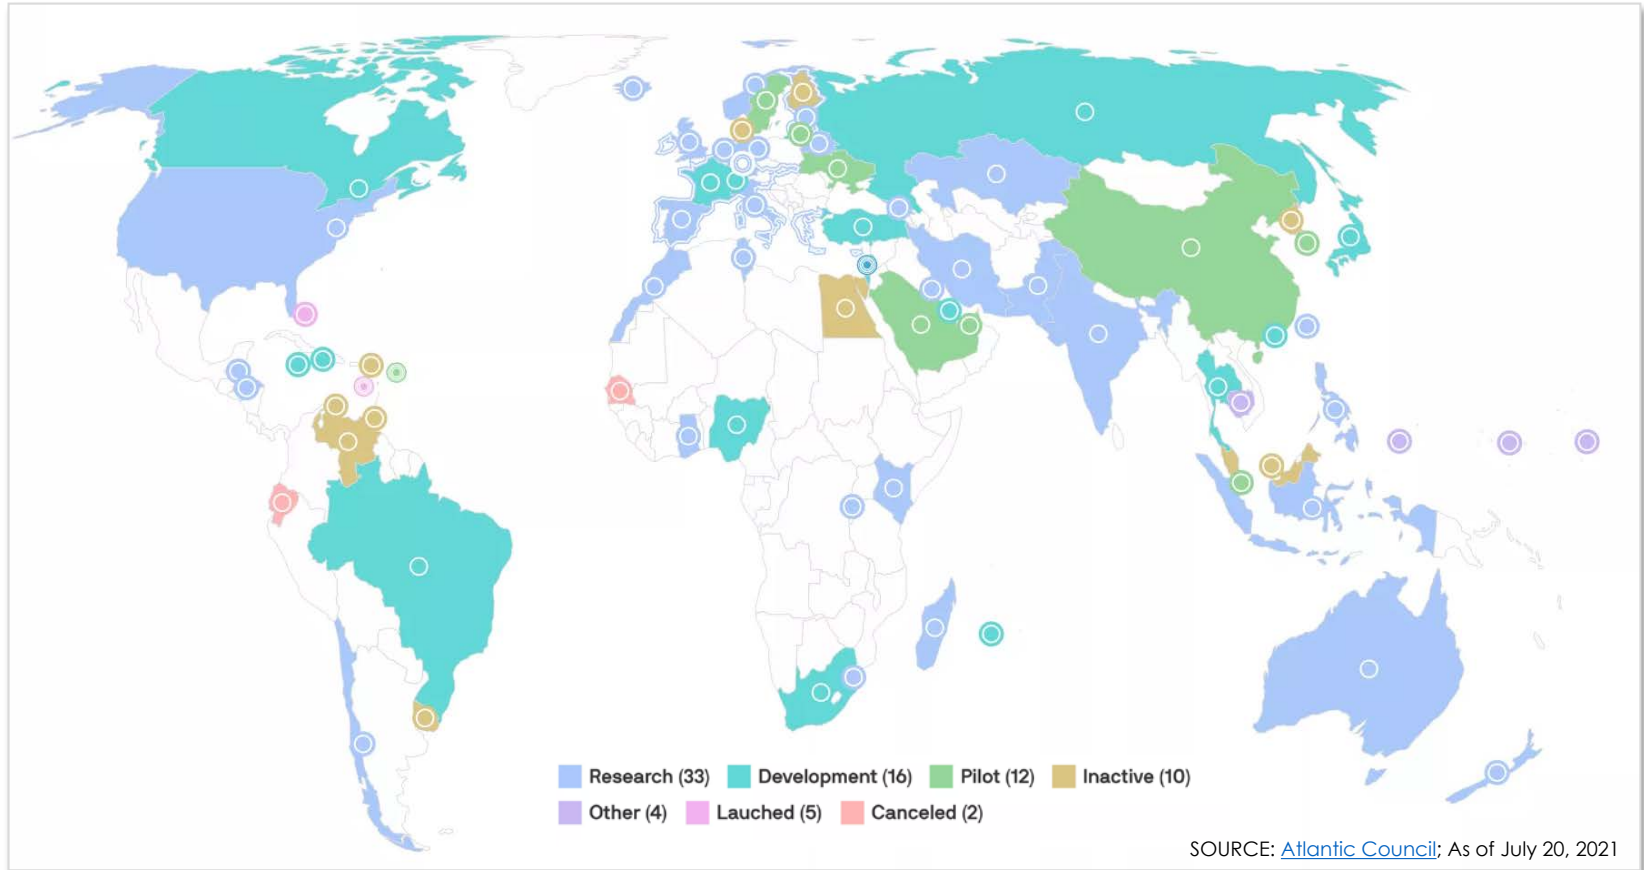 Research (33) Development (16) Pilot (12) Inactive (10)
Other (4) Lauched (5) Canceled (2)
SOURCE: Atlantic Council; As of July 20, 2021